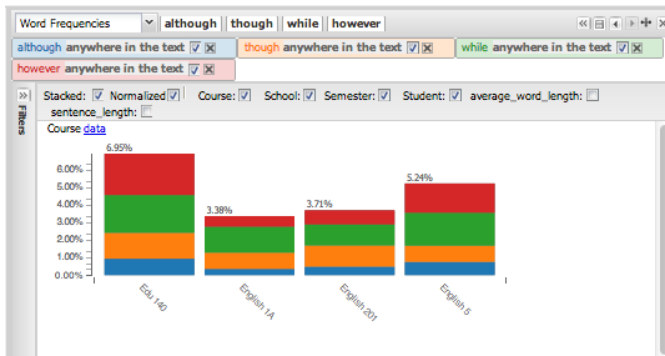 Word Frequencies although though while however
although anywhere in the text though anywhere in the text while anywhere in the text
however anywhere in the text
Stacked: Normalized Course: School: Semester: Student: average_word_length:
sentence_length:
Filters
Course data
6.95%
6.00%
5.00%
4.00%
3.00%
2.00%
1.00%
0.00%
3.38%
3.71%
5.24%
Edu 140
English 1A
English 201
English 5